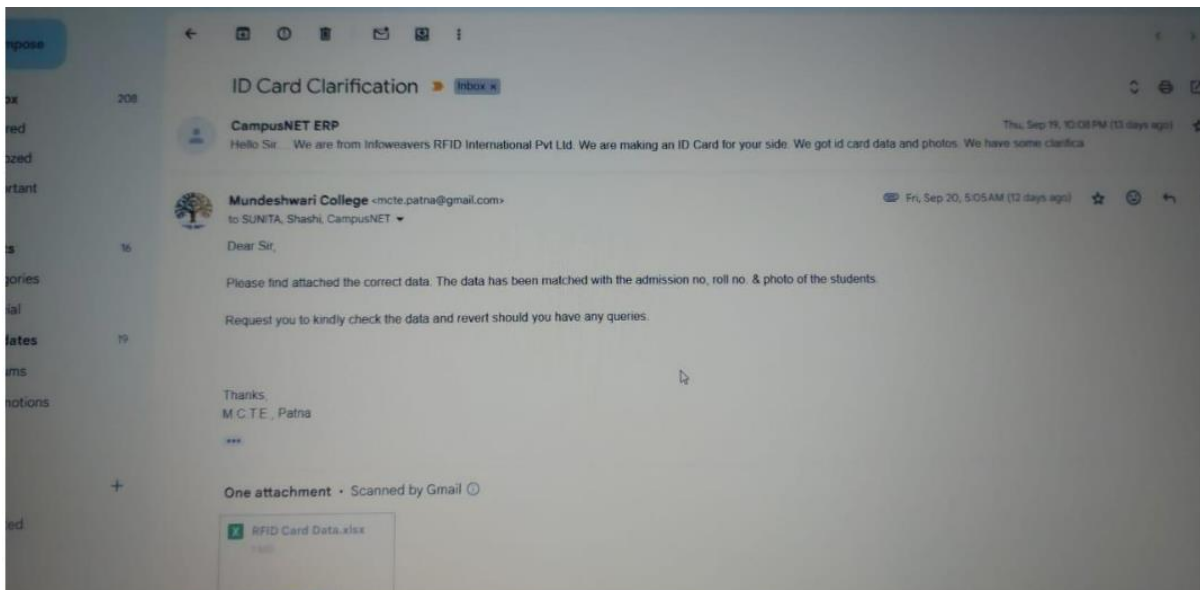 mpose
ID Card Clarification Inbox ×
ox 208
red
CampusNET ERP Thu, Sep 19, 10:08 PM (13 days ago)
Hello Sir... We are from Infoweavers RFID International Pvt Ltd. We are making an ID Card for your side. We got id card data and photos. We have some clarifica
ozed
rtant
Mundeshwari College <mcte.patna@gmail.com> Fri, Sep 20, 5:05 AM (12 days ago)
to SUNITA, Shashi, CampusNET
s 16
Dear Sir,
gories
Please find attached the correct data. The data has been matched with the admission no, roll no. & photo of the students.
ial
Request you to kindly check the data and revert should you have any queries.
lates 19
ums
notions
Thanks,
M.C.T.E., Patna
One attachment • Scanned by Gmail
ed
X RFID Card Data.xlsx